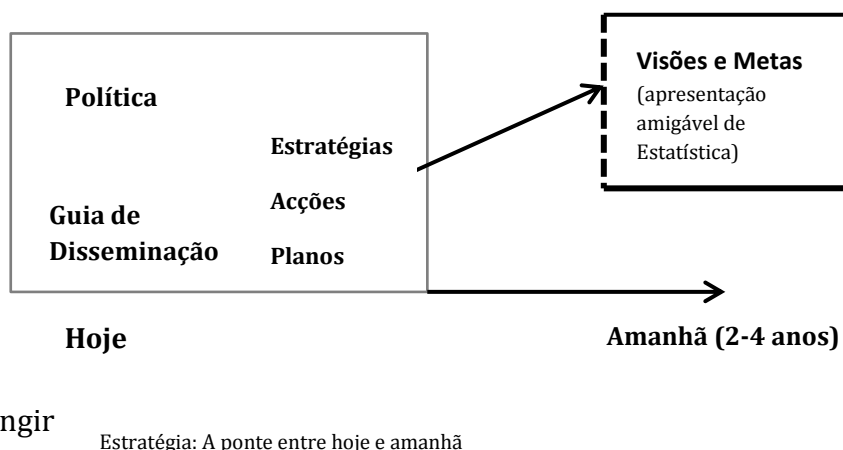 Política
Estratégias
Acções
Planos
Guia de
Disseminação
Visões e Metas
(apresentação
amigável de
Estatística)
Hoje
Amanhã (2-4 anos)
ngir
Estratégia: A ponte entre hoje e amanhã